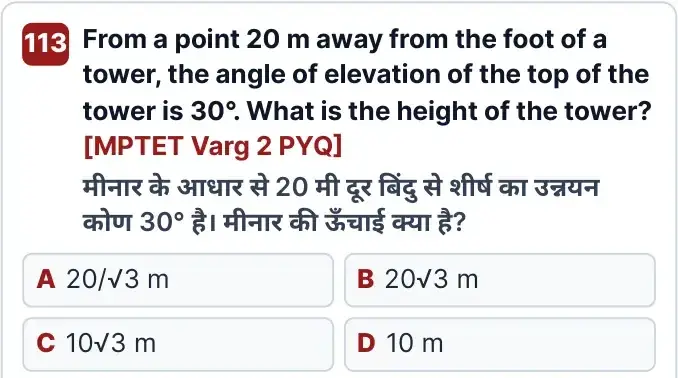 113 From a point 20 m away from the foot of a
tower, the angle of elevation of the top of the
tower is 30°. What is the height of the tower?
[MPTET Varg 2 PYQ]
मीनार के आधार से 20 मी दूर बिंदु से शीर्ष का उन्नयन
कोण 30° है। मीनार की ऊँचाई क्या है?
A 20/√3 m
B 20√3 m
C 10√3 m
D 10 m